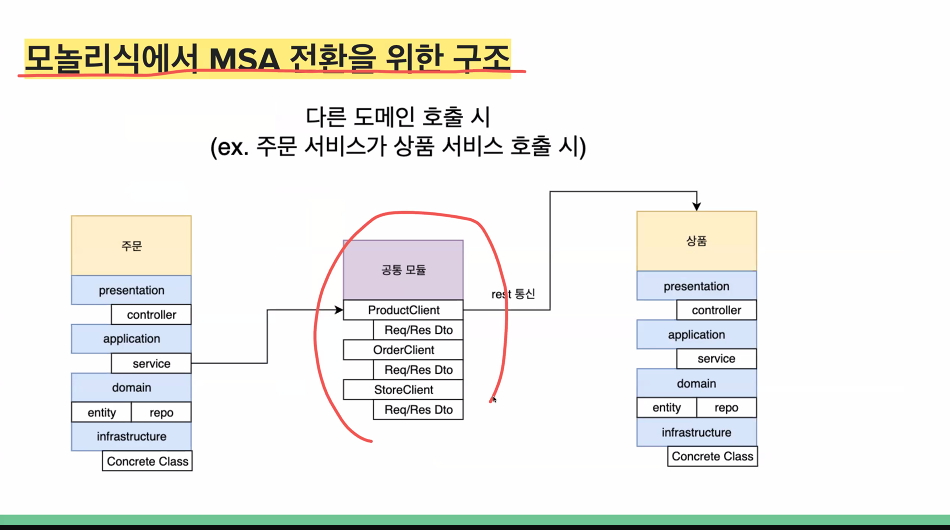 모놀리식에서 MSA 전환을 위한 구조
다른 도메인 호출 시
(ex. 주문 서비스가 상품 서비스 호출 시)
주문
presentation
controller
application
service
domain
entity
repo
infrastructure
Concrete Class
공통 모듈
ProductClient
Req/Res Dto
OrderClient
Req/Res Dto
StoreClient
Req/Res Dto
rest 통신
상품
presentation
controller
application
service
domain
entity
repo
infrastructure
Concrete Class